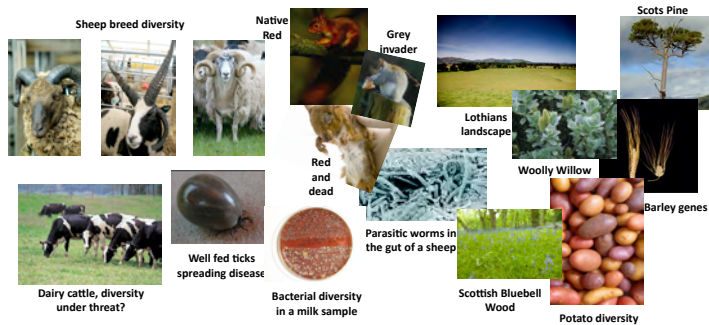 Sheep breed diversity
Native
Red
Grey
invader
Scots Pine
Lothians
landscape
Red
and
dead
Woolly Willow
Barley genes
Parasitic worms in
the gut of a sheep
Well fed ticks
spreading disease
Dairy cattle, diversity
under threat?
Bacterial diversity
in a milk sample
Scottish Bluebell
Wood
Potato diversity